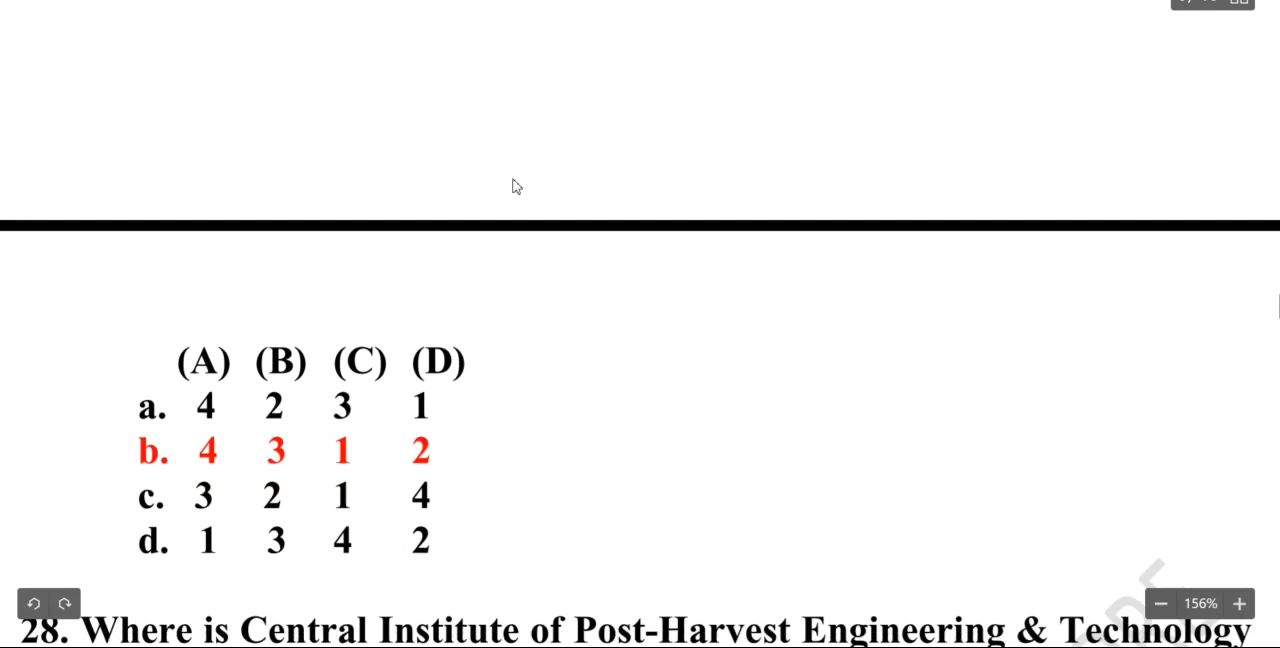 (A) (B) (C) (D)
a. 4 2 3 1
b. 4 3 1 2
c. 3 2 1 4
d. 1 3 4 2
156%
28. Where is Central Institute of Post-Harvest Engineering & Technology